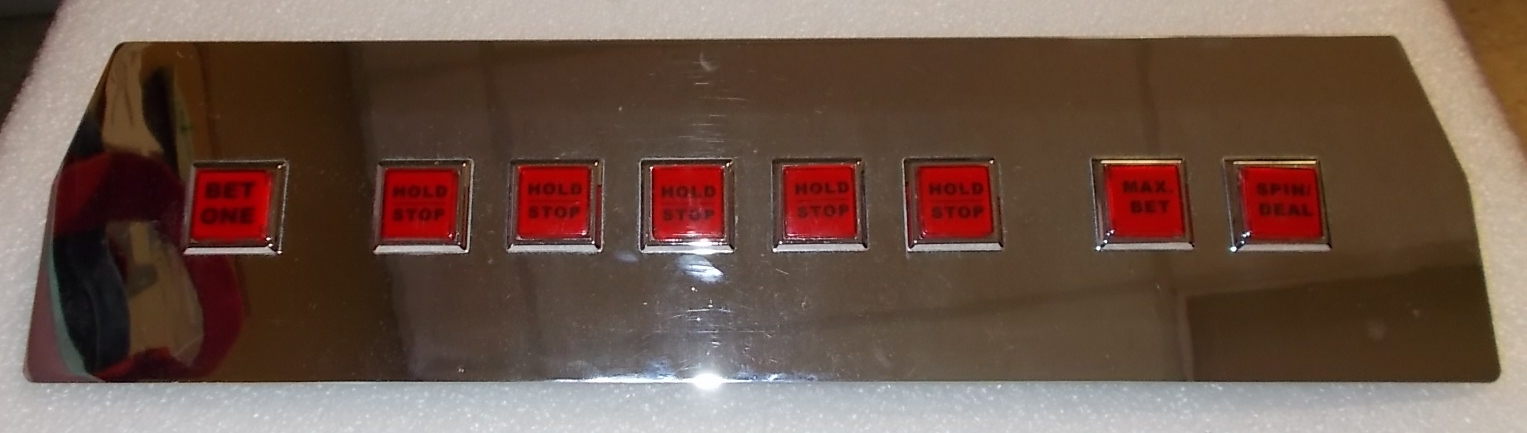 BET
ONE
HOLD
STOP
HOLD
STOP
HOLD
STOP
HOLD
STOP
HOLD
STOP
MAX.
BET
SPIN/
DEAL